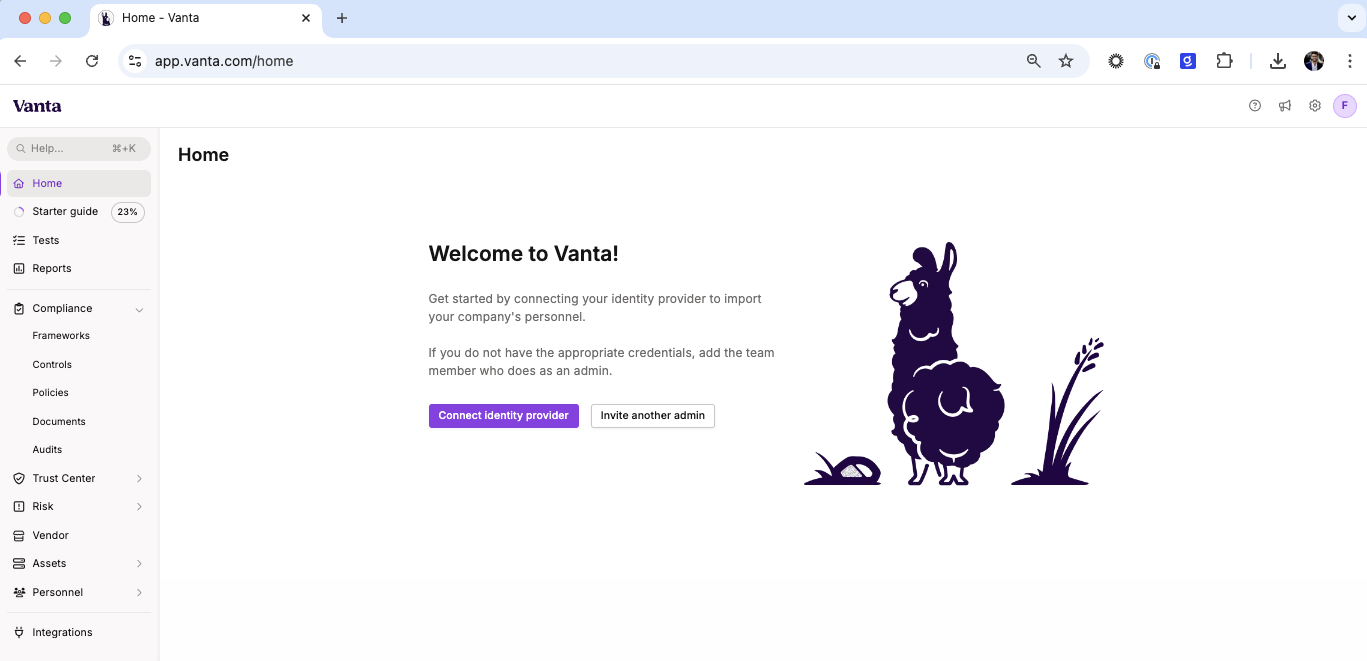 Home - Vanta
app.vanta.com/home
Vanta
F
Help... ⌘+K
Home
Starter guide 23%
Tests
Reports
Compliance
Frameworks
Controls
Policies
Documents
Audits
Trust Center
Risk
Vendor
Assets
Personnel
Integrations
Home
Welcome to Vanta!
Get started by connecting your identity provider to import
your company's personnel.
If you do not have the appropriate credentials, add the team
member who does as an admin.
Connect identity provider Invite another admin